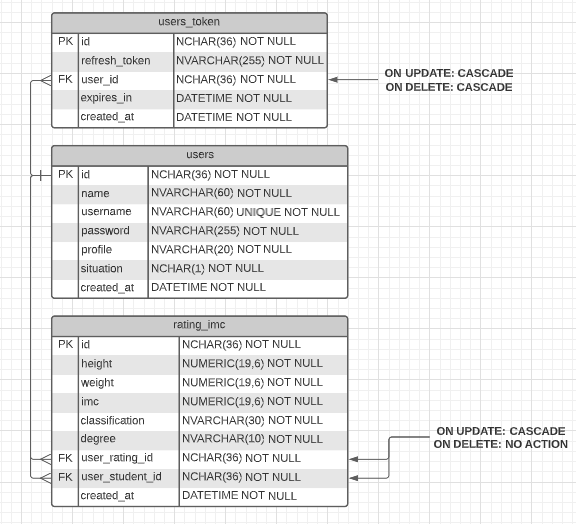 users_token
PK id NCHAR(36) NOT NULL
refresh_token NVARCHAR(255) NOT NULL
FK user_id NCHAR(36) NOT NULL
expires_in DATETIME NOT NULL
created_at DATETIME NOT NULL
ON UPDATE: CASCADE
ON DELETE: CASCADE
users
PK id NCHAR(36) NOT NULL
name NVARCHAR(60) NOT NULL
username NVARCHAR(60) UNIQUE NOT NULL
password NVARCHAR(255) NOT NULL
profile NVARCHAR(20) NOT NULL
situation NCHAR(1) NOT NULL
created_at DATETIME NOT NULL
rating_imc
PK id NCHAR(36) NOT NULL
height NUMERIC(19,6) NOT NULL
weight NUMERIC(19,6) NOT NULL
imc NUMERIC(19,6) NOT NULL
classification NVARCHAR(30) NOT NULL
degree NVARCHAR(10) NOT NULL
FK user_rating_id NCHAR(36) NOT NULL
FK user_student_id NCHAR(36) NOT NULL
created_at DATETIME NOT NULL
ON UPDATE: CASCADE
ON DELETE: NO ACTION